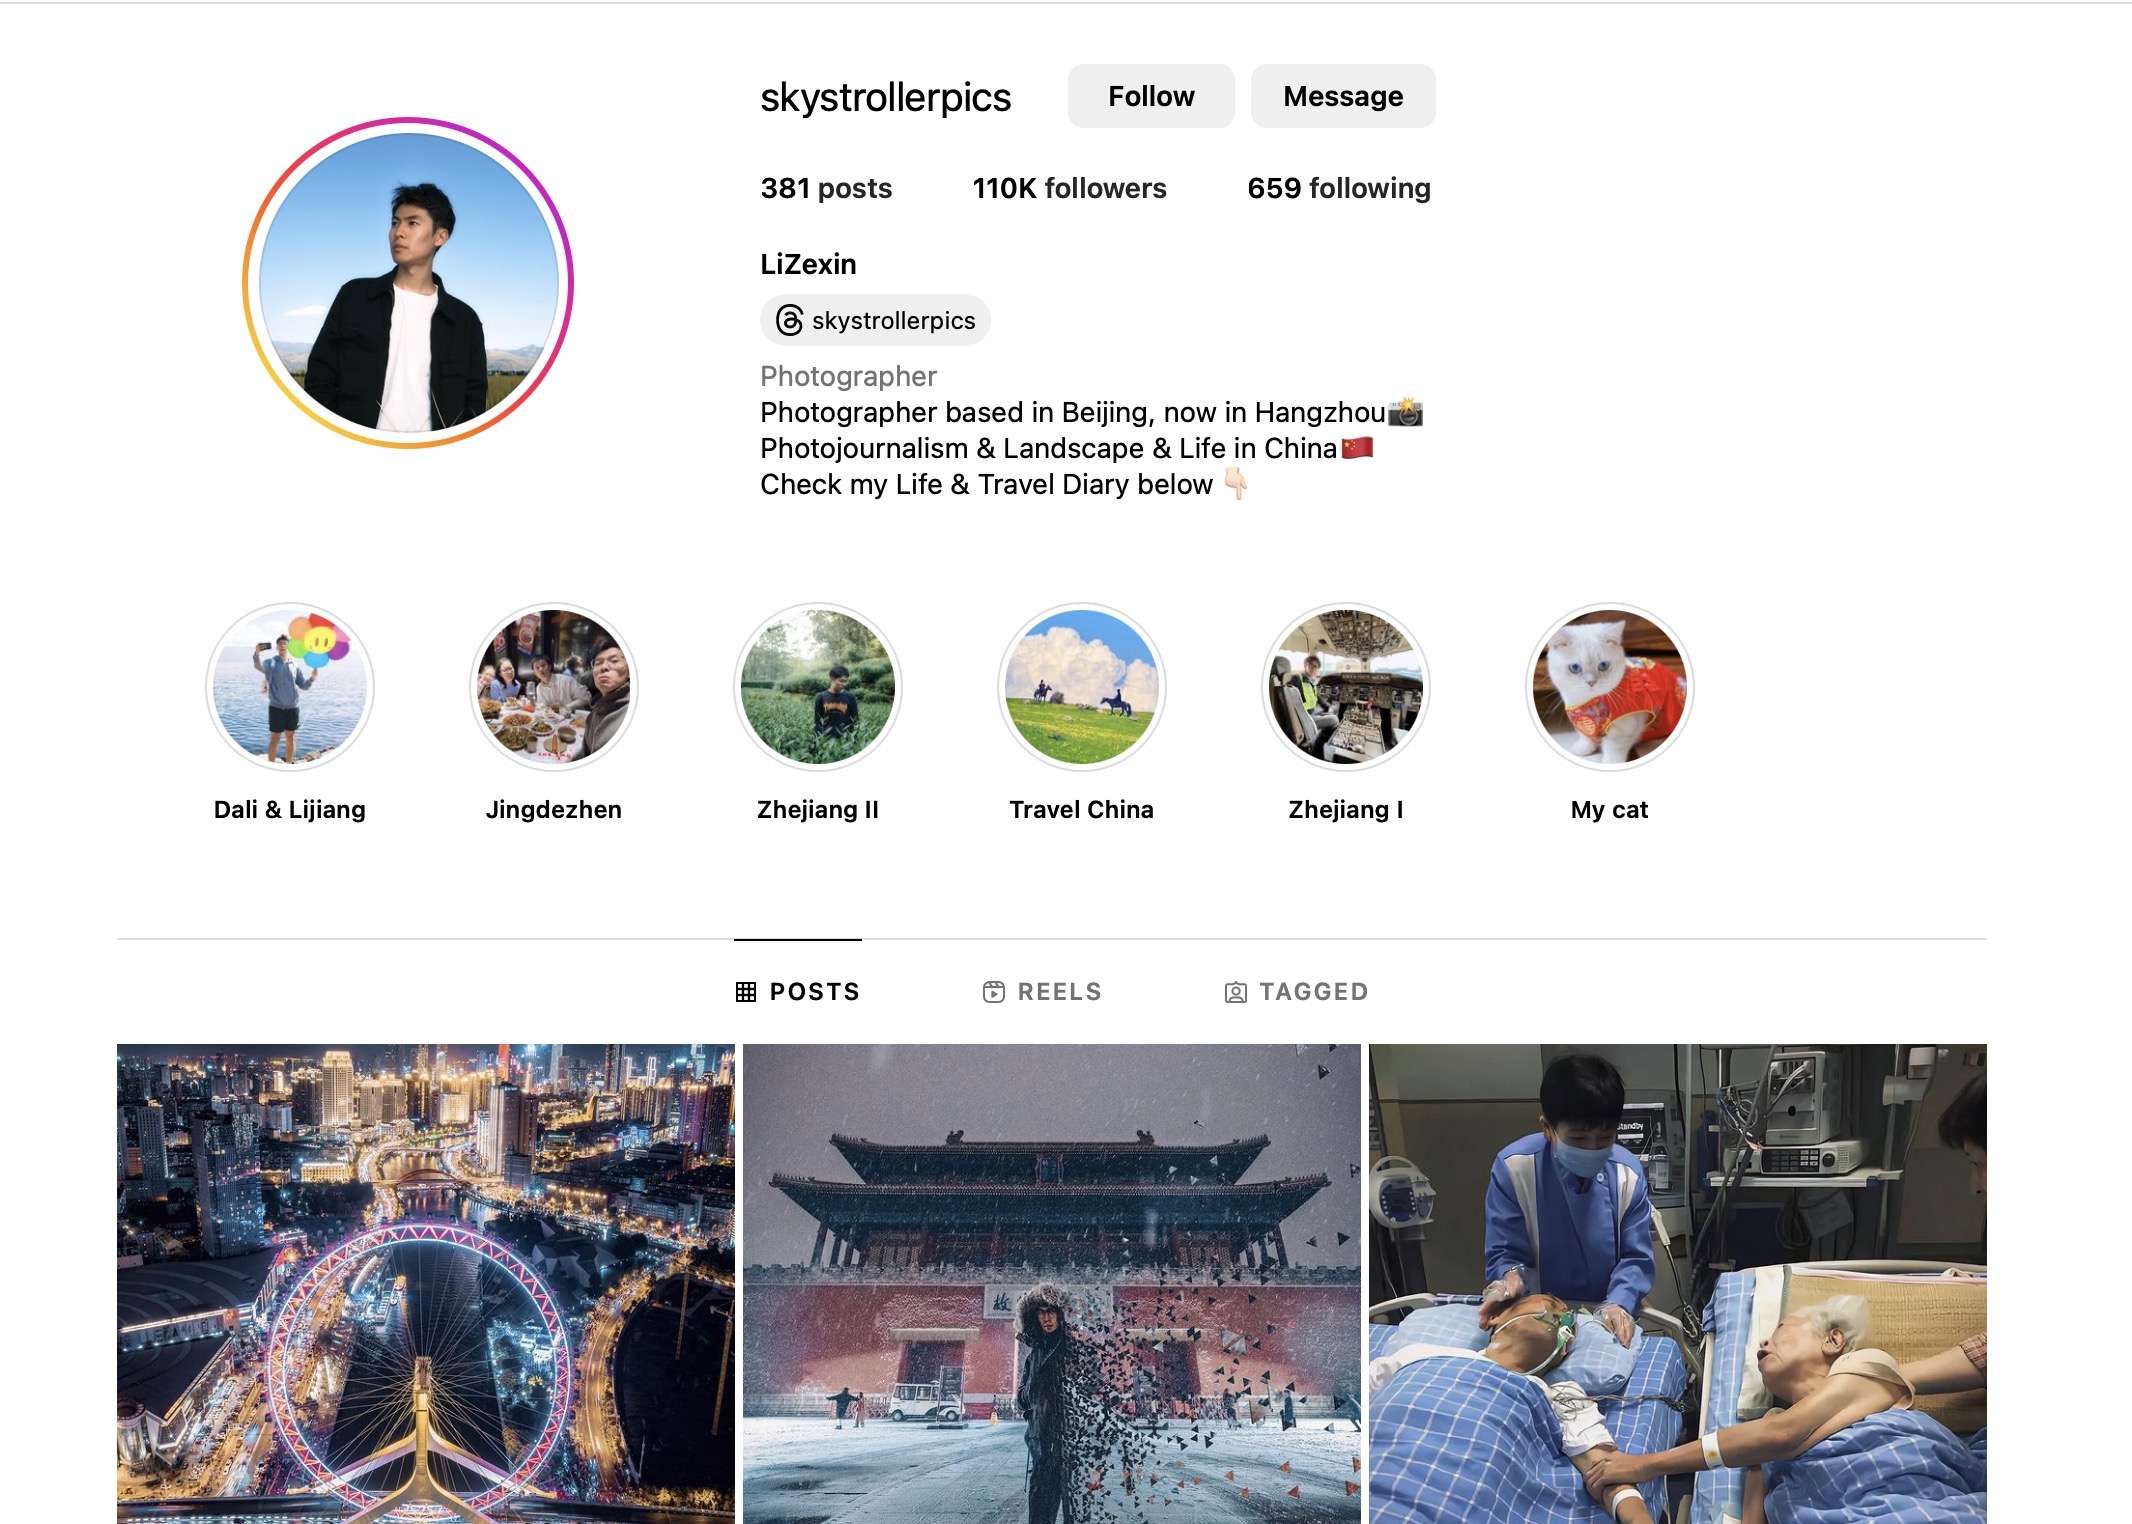 skystrollerpics Follow Message
381 posts 110K followers 659 following
LiZexin
skystrollerpics
Photographer
Photographer based in Beijing, now in Hangzhou📸
Photojournalism & Landscape & Life in China🇨🇳
Check my Life & Travel Diary below 👇🏻
Dali & Lijiang Jingdezhen Zhejiang II Travel China Zhejiang I My cat
POSTS REELS TAGGED
故
Standby